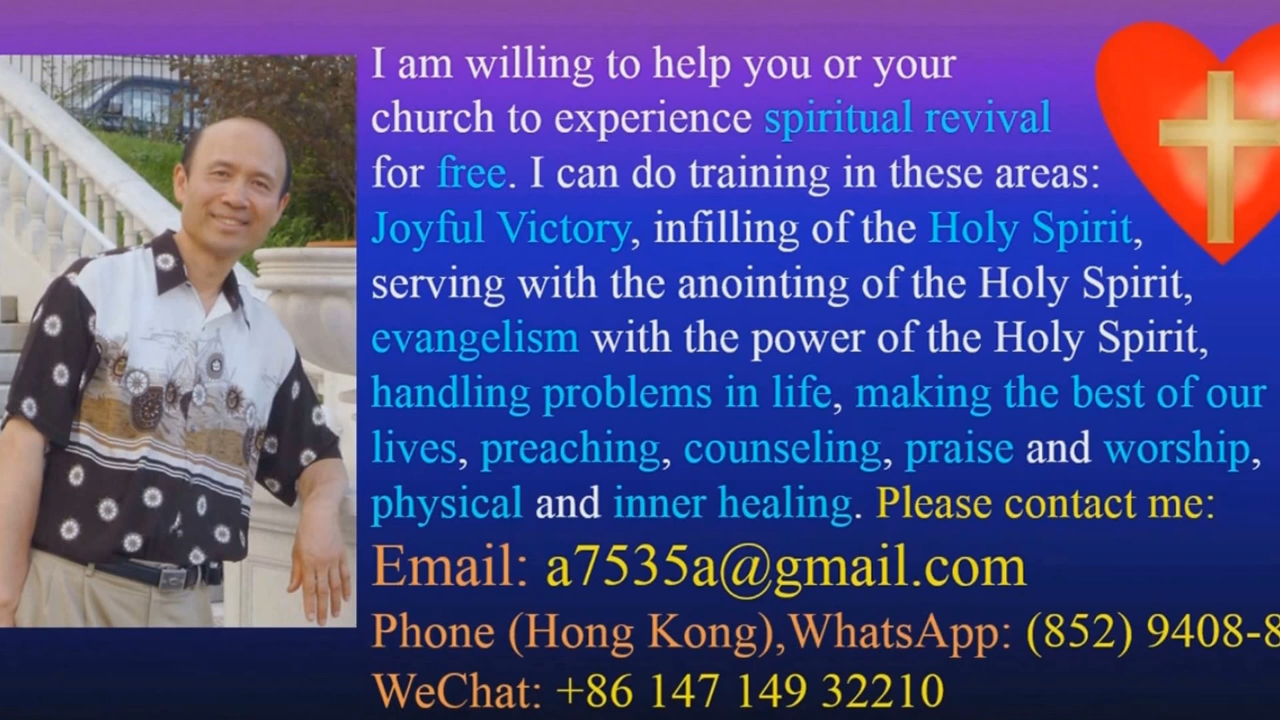 I am willing to help you or your
church to experience spiritual revival
for free. I can do training in these areas:
Joyful Victory, infilling of the Holy Spirit,
serving with the anointing of the Holy Spirit,
evangelism with the power of the Holy Spirit,
handling problems in life, making the best of our
lives, preaching, counseling, praise and worship,
physical and inner healing. Please contact me:
Email: a7535a@gmail.com
Phone (Hong Kong),WhatsApp: (852) 9408-8
WeChat: +86 147 149 32210